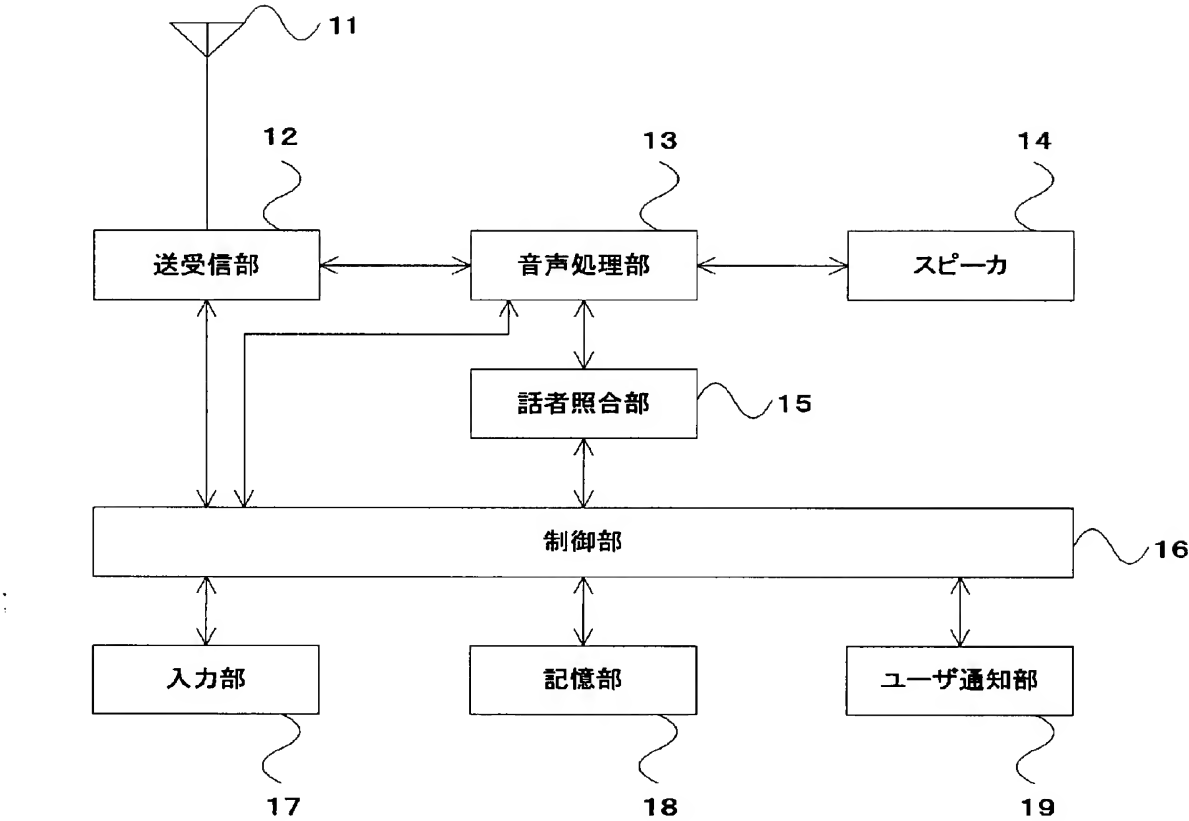 11
12
13
14
送受信部
音声処理部
スピーカ
話者照合部
15
制御部
16
入力部
記憶部
ユーザ通知部
17
18
19